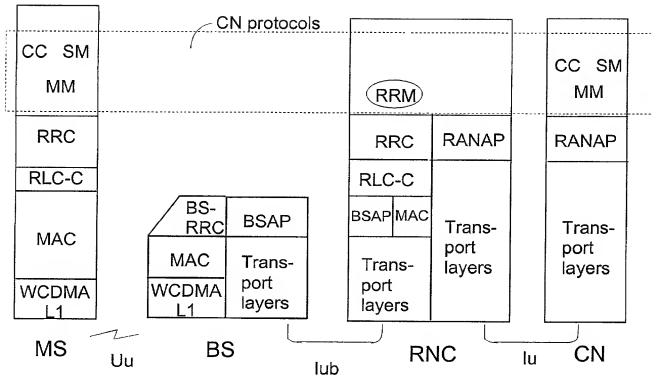 CN protocols
CC SM
MM
RRC
RLC-C
MAC
WCDMA
L1
MS
Uu
BS-
RRC
BSAP
MAC
WCDMA
L1
Trans-
port
layers
BS
Iub
RRM
RRC
RANAP
RLC-C
BSAP
MAC
Trans-
port
layers
Trans-
port
layers
RNC
Iu
CC SM
MM
RANAP
Trans-
port
layers
CN